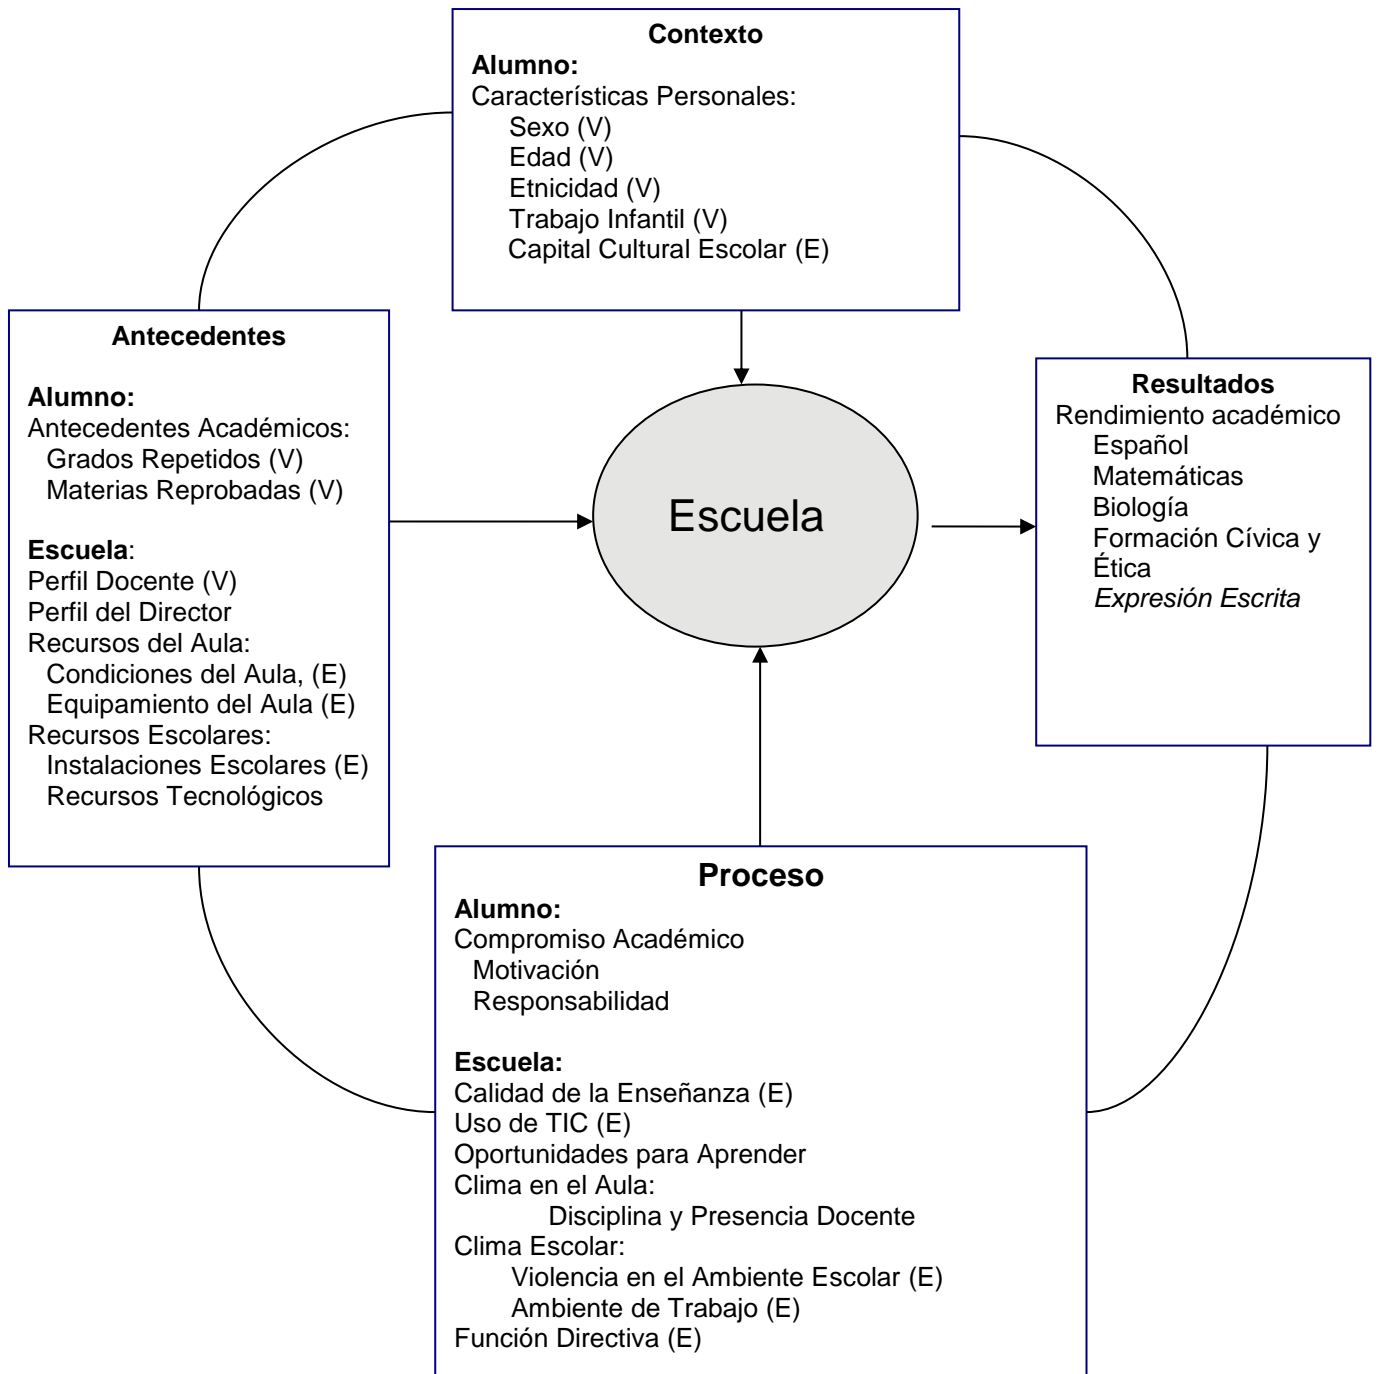 Contexto
Alumno:
Características Personales:
Sexo (V)
Edad (V)
Etnicidad (V)
Trabajo Infantil (V)
Capital Cultural Escolar (E)
Antecedentes
Alumno:
Antecedentes Académicos:
Grados Repetidos (V)
Materias Reprobadas (V)
Escuela:
Perfil Docente (V)
Perfil del Director
Recursos del Aula:
Condiciones del Aula, (E)
Equipamiento del Aula (E)
Recursos Escolares:
Instalaciones Escolares (E)
Recursos Tecnológicos
Escuela
Resultados
Rendimiento académico
Español
Matemáticas
Biología
Formación Cívica y
Ética
Expresión Escrita
Proceso
Alumno:
Compromiso Académico
Motivación
Responsabilidad
Escuela:
Calidad de la Enseñanza (E)
Uso de TIC (E)
Oportunidades para Aprender
Clima en el Aula:
Disciplina y Presencia Docente
Clima Escolar:
Violencia en el Ambiente Escolar (E)
Ambiente de Trabajo (E)
Función Directiva (E)